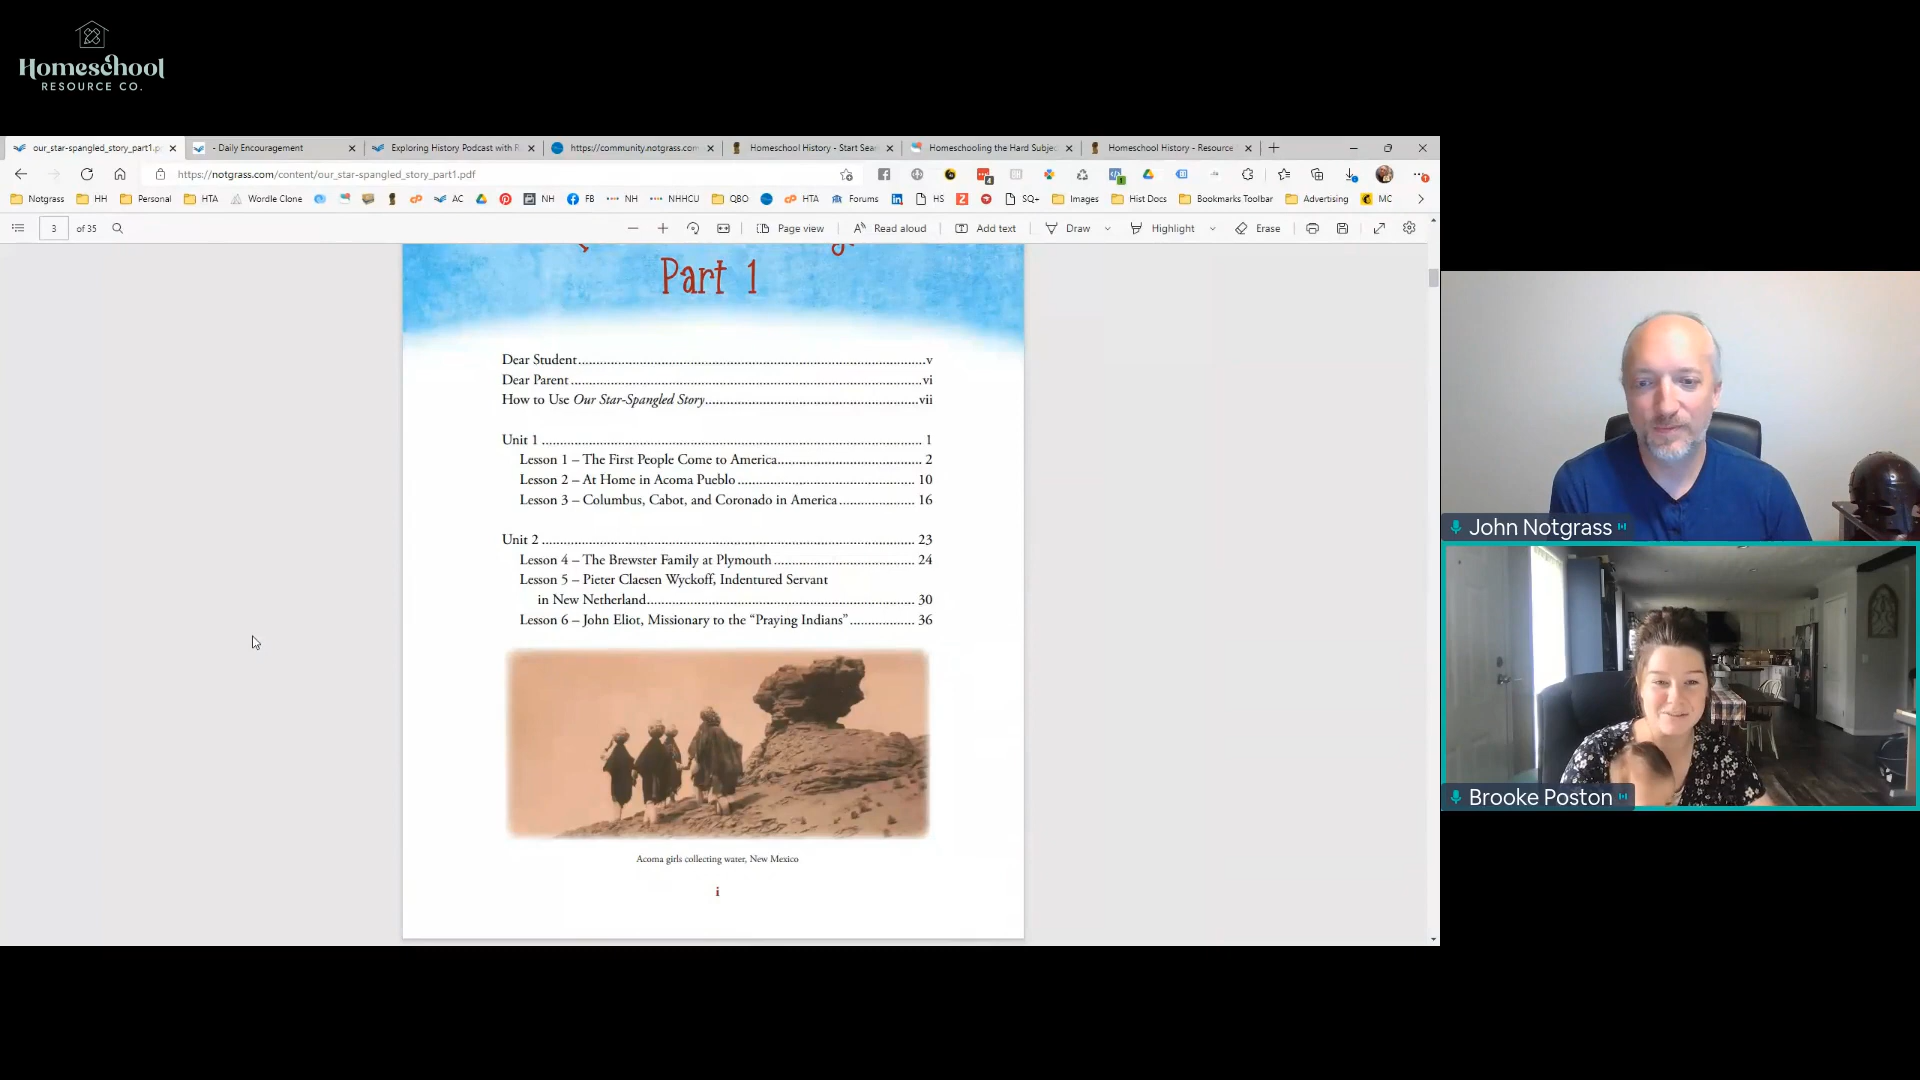 Homeschool
RESOURCE CO.
our_star-spangled_story_part1.p
- Daily Encouragement
Exploring History Podcast with R
https://community.notgrass.com
Homeschool History - Start Sear
Homeschooling the Hard Subjec
Homeschool History - Resource
https://notgrass.com/content/our_star-spangled_story_part1.pdf
Notgrass
HH
Personal
HTA
Wordle Clone
AC
NH
FB
NH
NHHCU
QBO
HTA
Forums
HS
SQ+
Images
Hist Docs
Bookmarks Toolbar
Advertising
MC
3 of 35
Page view
Read aloud
Add text
Draw
Highlight
Erase
Part 1
Dear Student..........v
Dear Parent..........vi
How to Use Our Star-Spangled Story..........vii
Unit 1..........1
Lesson 1 – The First People Come to America..........2
Lesson 2 – At Home in Acoma Pueblo..........10
Lesson 3 – Columbus, Cabot, and Coronado in America..........16
Unit 2..........23
Lesson 4 – The Brewster Family at Plymouth..........24
Lesson 5 – Pieter Claesen Wyckoff, Indentured Servant
in New Netherland..........30
Lesson 6 – John Eliot, Missionary to the “Praying Indians”..........36
Acoma girls collecting water, New Mexico
i
John Notgrass
Brooke Poston